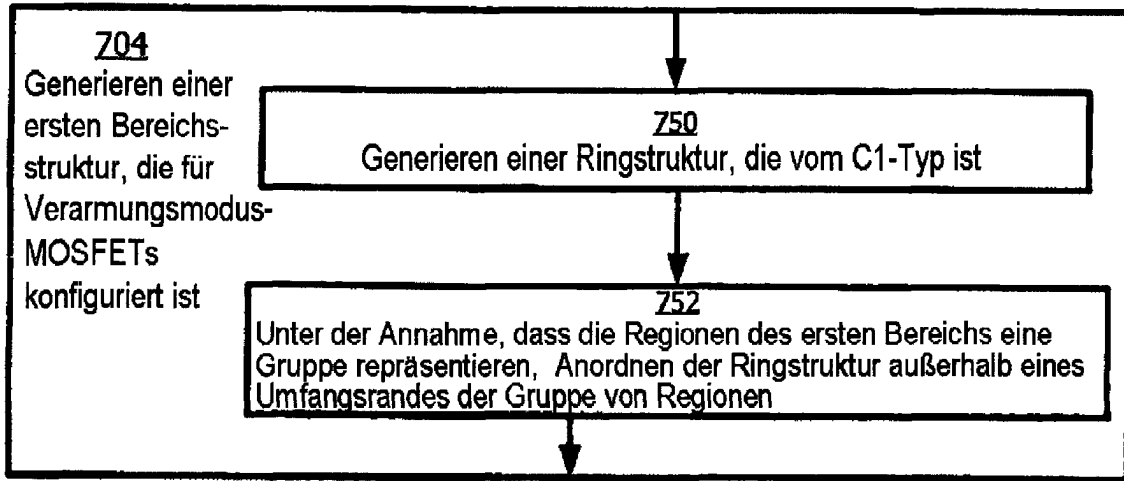 704
Generieren einer
ersten Bereichs-
struktur, die für
Verarmungsmodus-
MOSFETs
konfiguriert ist
750
Generieren einer Ringstruktur, die vom C1-Typ ist
752
Unter der Annahme, dass die Regionen des ersten Bereichs eine
Gruppe repräsentieren, Anordnen der Ringstruktur außerhalb eines
Umfangsrandes der Gruppe von Regionen